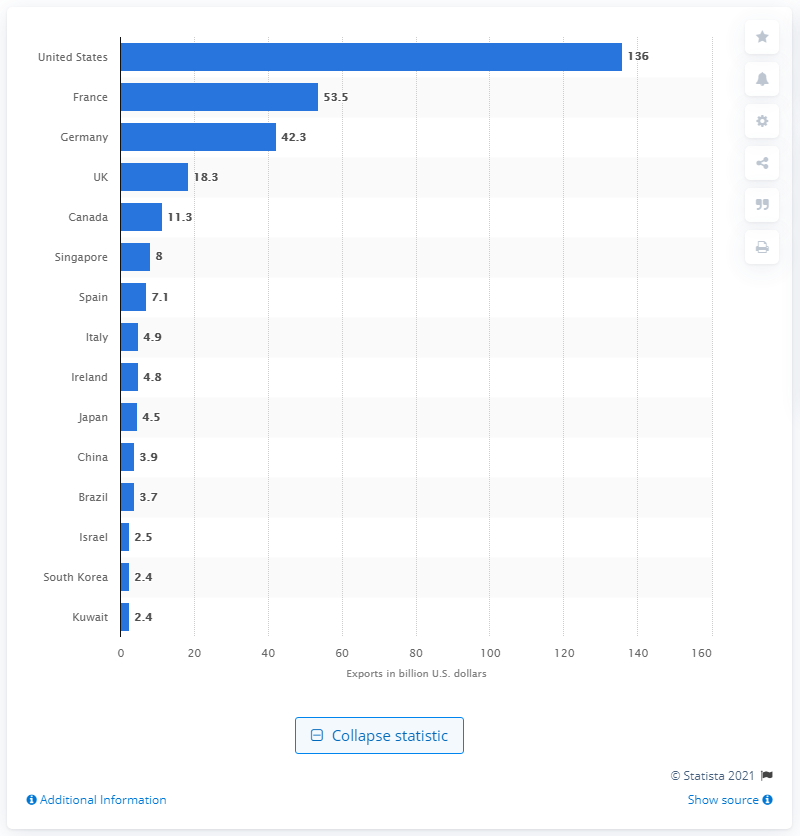 United States 136
France 53.5
Germany 42.3
UK 18.3
Canada 11.3
Singapore 8
Spain 7.1
Italy 4.9
Ireland 4.8
Japan 4.5
China 3.9
Brazil 3.7
Israel 2.5
South Korea 2.4
Kuwait 2.4
0 20 40 60 80 100 120 140 160
Exports in billion U.S. dollars
Collapse statistic
© Statista 2021
Additional Information Show source